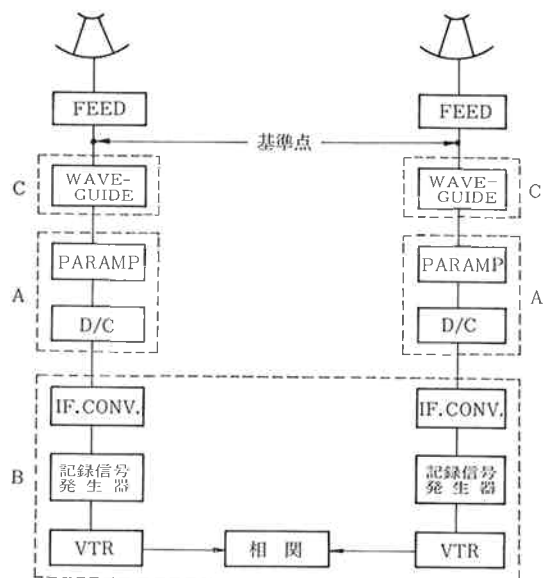 FEED
FEED
基準点
C
WAVE-
GUIDE
WAVE-
GUIDE
C
A
PARAMP
PARAMP
A
D/C
D/C
IF.CONV.
IF.CONV.
B
記録信号
発生器
記録信号
発生器
VTR
相関
VTR